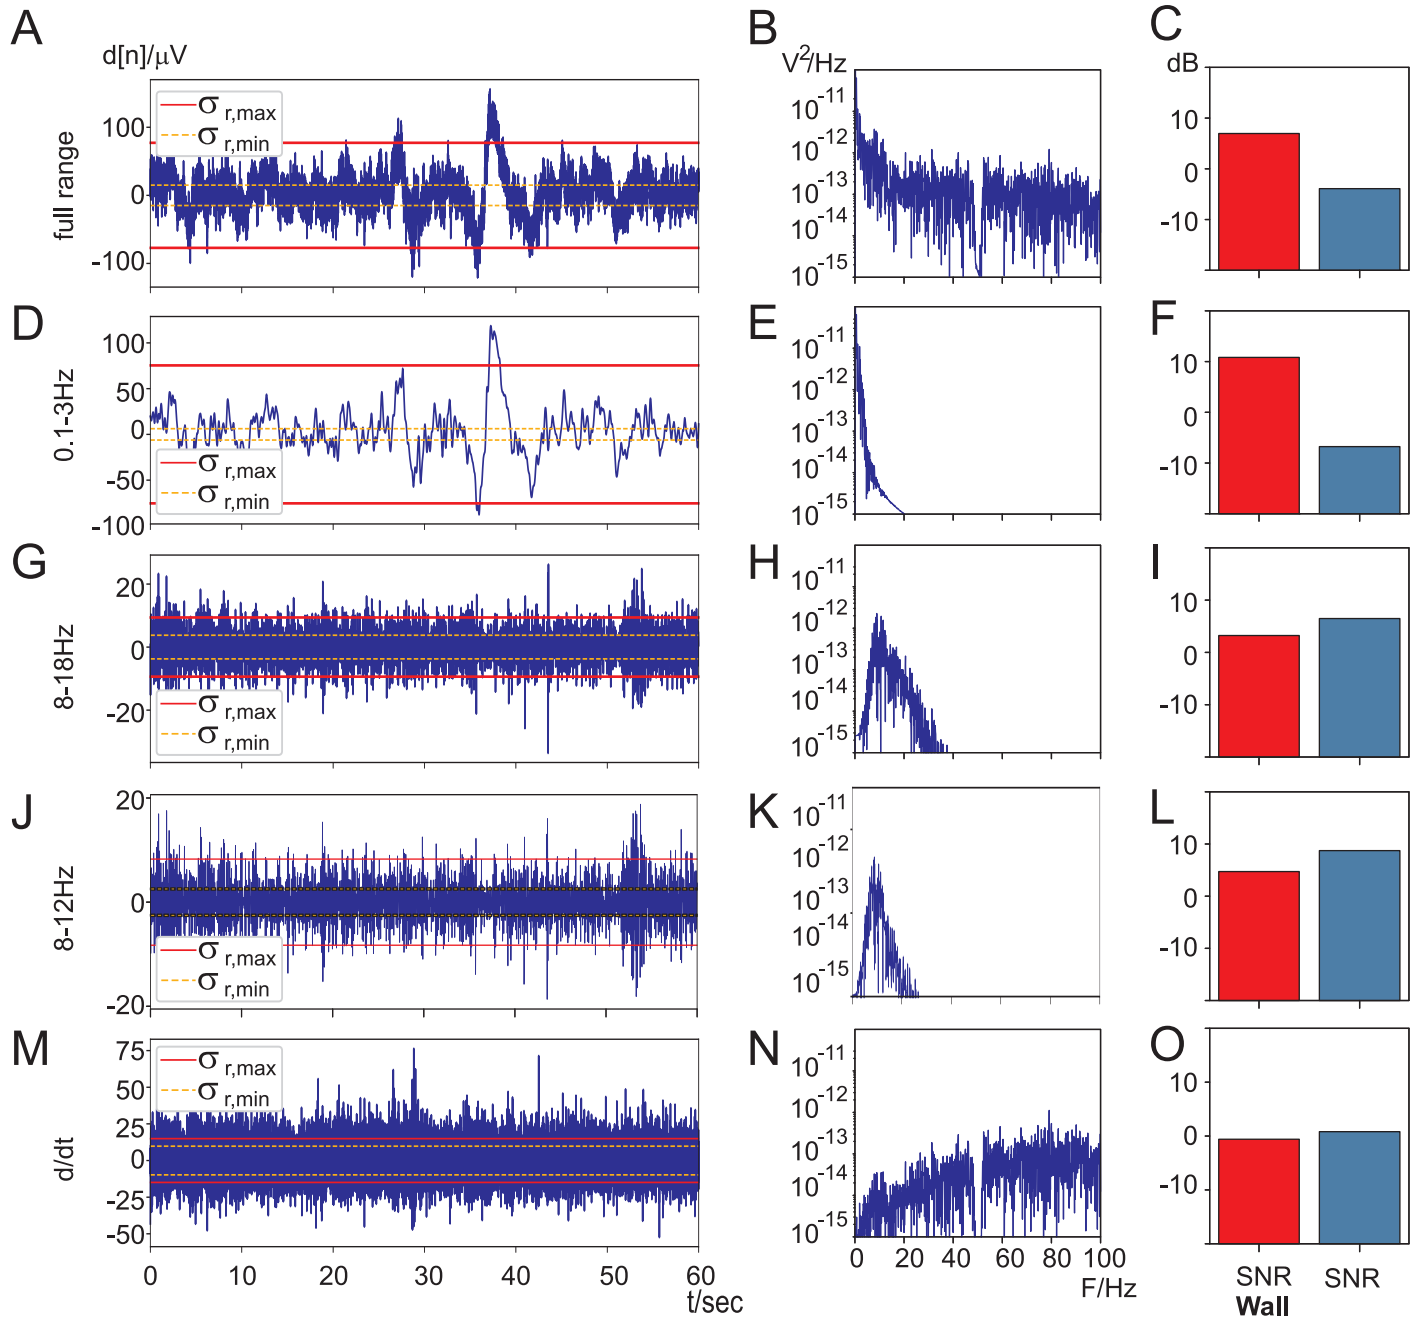 A
d[n]/μV
full range
100
0
-100
σ r,max
σ r,min
B
V²/Hz
10⁻¹¹
10⁻¹²
10⁻¹³
10⁻¹⁴
10⁻¹⁵
C
dB
10
0
-10
D
0.1-3Hz
100
50
0
-50
-100
σ r,max
σ r,min
E
10⁻¹¹
10⁻¹²
10⁻¹³
10⁻¹⁴
10⁻¹⁵
F
10
0
-10
G
8-18Hz
20
0
-20
σ r,max
σ r,min
H
10⁻¹¹
10⁻¹²
10⁻¹³
10⁻¹⁴
10⁻¹⁵
I
10
0
-10
J
8-12Hz
20
0
-20
σ r,max
σ r,min
K
10⁻¹¹
10⁻¹²
10⁻¹³
10⁻¹⁴
10⁻¹⁵
L
10
0
-10
M
d/dt
75
50
25
0
-25
-50
σ r,max
σ r,min
0 10 20 30 40 50 60
t/sec
N
10⁻¹¹
10⁻¹²
10⁻¹³
10⁻¹⁴
10⁻¹⁵
0 20 40 60 80 100
F/Hz
O
10
0
-10
SNR SNR
Wall